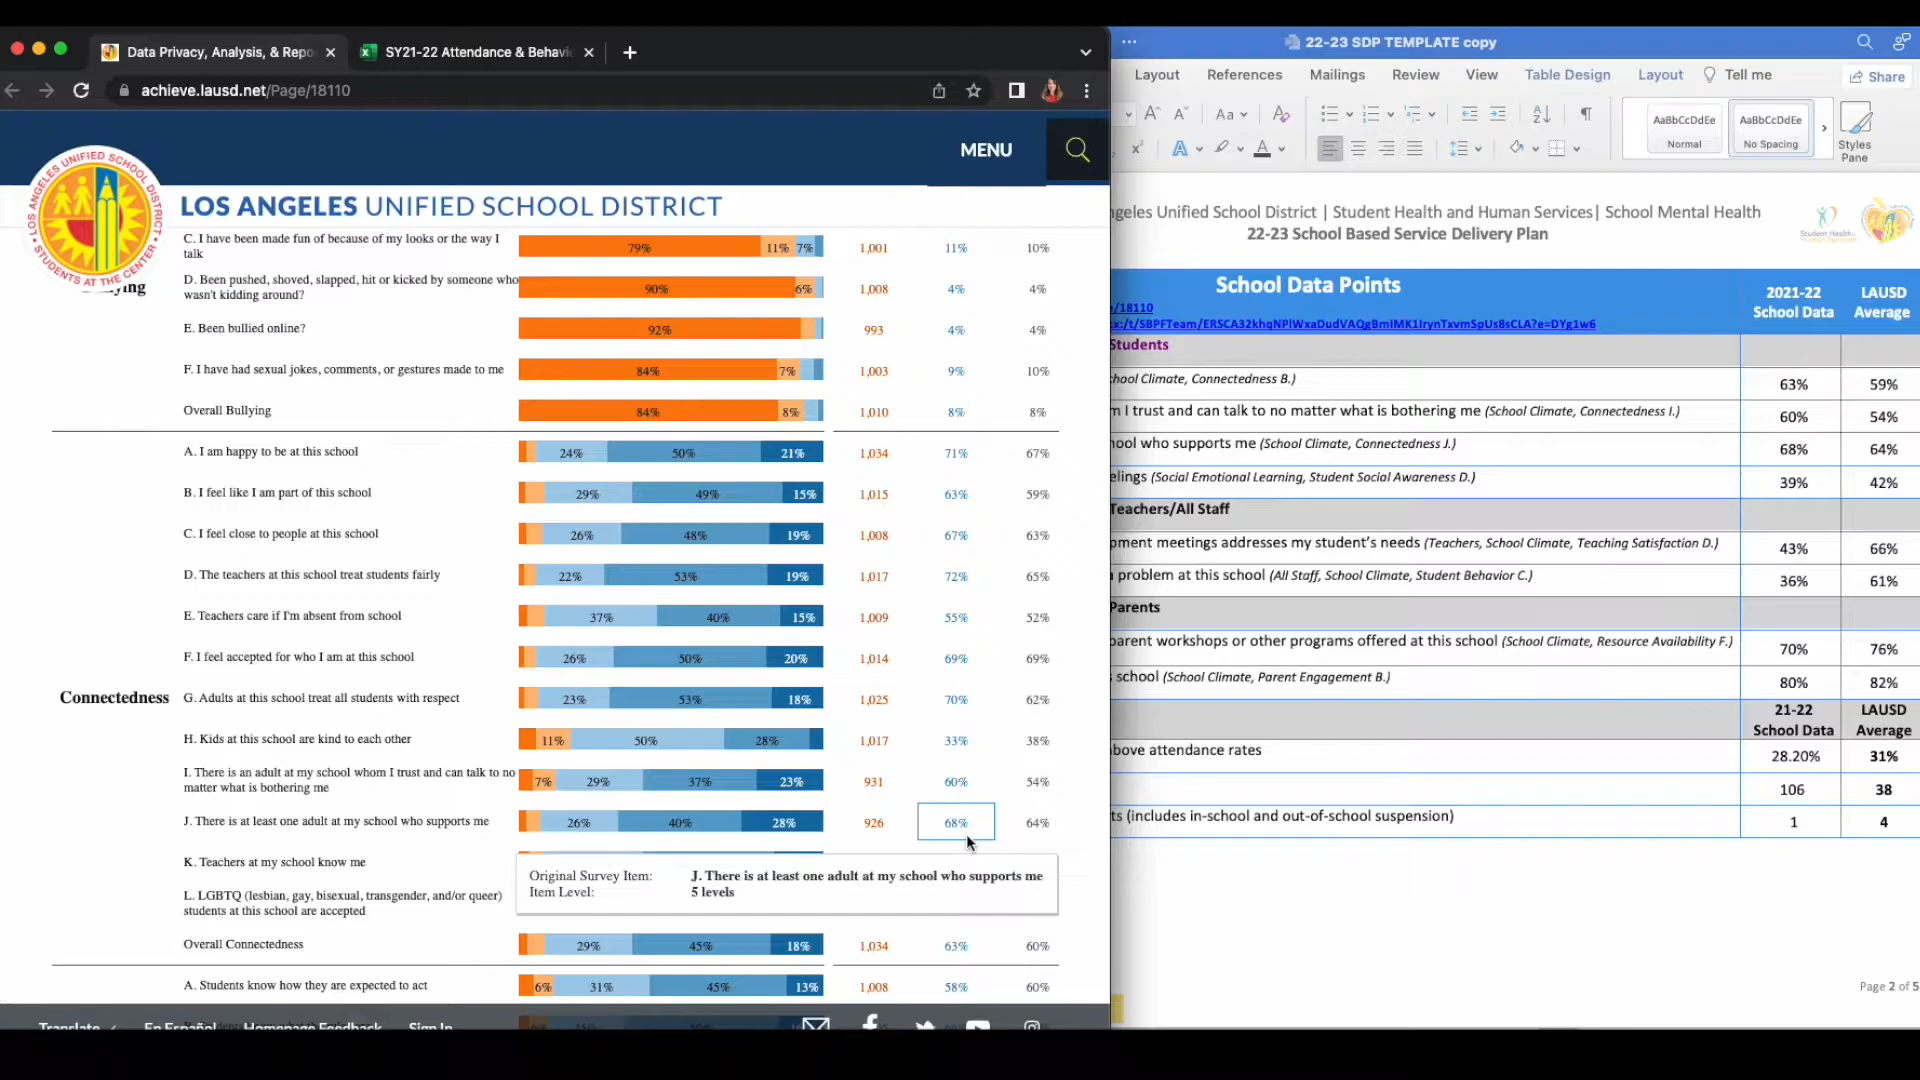 Data Privacy, Analysis, & Repo
SY21-22 Attendance & Behavi
achieve.lausd.net/Page/18110
MENU
LOS ANGELES UNIFIED SCHOOL DISTRICT
LOS ANGELES UNIFIED SCHOOL DISTRICT
• STUDENTS AT THE CENTER •
C. I have been made fun of because of my looks or the way I talk 79% 11% 7% 1,001 11% 10%
D. Been pushed, shoved, slapped, hit or kicked by someone who wasn't kidding around? 90% 6% 1,008 4% 4%
E. Been bullied online? 92% 993 4% 4%
F. I have had sexual jokes, comments, or gestures made to me 84% 7% 1,003 9% 10%
Overall Bullying 84% 8% 1,010 8% 8%
A. I am happy to be at this school 24% 50% 21% 1,034 71% 67%
B. I feel like I am part of this school 29% 49% 15% 1,015 63% 59%
C. I feel close to people at this school 26% 48% 19% 1,008 67% 63%
D. The teachers at this school treat students fairly 22% 53% 19% 1,017 72% 65%
E. Teachers care if I'm absent from school 37% 40% 15% 1,009 55% 52%
F. I feel accepted for who I am at this school 26% 50% 20% 1,014 69% 69%
Connectedness G. Adults at this school treat all students with respect 23% 53% 18% 1,025 70% 62%
H. Kids at this school are kind to each other 11% 50% 28% 1,017 33% 38%
I. There is an adult at my school whom I trust and can talk to no matter what is bothering me 7% 29% 37% 23% 931 60% 54%
J. There is at least one adult at my school who supports me 26% 40% 28% 926 68% 64%
K. Teachers at my school know me
Original Survey Item: J. There is at least one adult at my school who supports me
Item Level: 5 levels
L. LGBTQ (lesbian, gay, bisexual, transgender, and/or queer) students at this school are accepted
Overall Connectedness 29% 45% 18% 1,034 63% 60%
A. Students know how they are expected to act 6% 31% 45% 13% 1,008 58% 60%
Translate En Español Homepage Feedback Sign In
22-23 SDP TEMPLATE copy
Layout References Mailings Review View Table Design Layout Tell me Share
Aa
AaBbCcDdEe AaBbCcDdEe
Normal No Spacing Styles Pane
ngeles Unified School District | Student Health and Human Services| School Mental Health
22-23 School Based Service Delivery Plan
School Data Points 2021-22 School Data LAUSD Average
/18110
x:/t/SBPFTeam/
Students
hool Climate, Connectedness B.) 63% 59%
m I trust and can talk to no matter what is bothering me (School Climate, Connectedness I.) 60% 54%
hool who supports me (School Climate, Connectedness J.) 68% 64%
elings (Social Emotional Learning, Student Social Awareness D.) 39% 42%
Teachers/All Staff
pment meetings addresses my student's needs (Teachers, School Climate, Teaching Satisfaction D.) 43% 66%
a problem at this school (All Staff, School Climate, Student Behavior C.) 36% 61%
Parents
parent workshops or other programs offered at this school (School Climate, Resource Availability F.) 70% 76%
s school (School Climate, Parent Engagement B.) 80% 82%
21-22 School Data LAUSD Average
above attendance rates 28.20% 31%
106 38
ts (includes in-school and out-of-school suspension) 1 4
Page 2 of 5